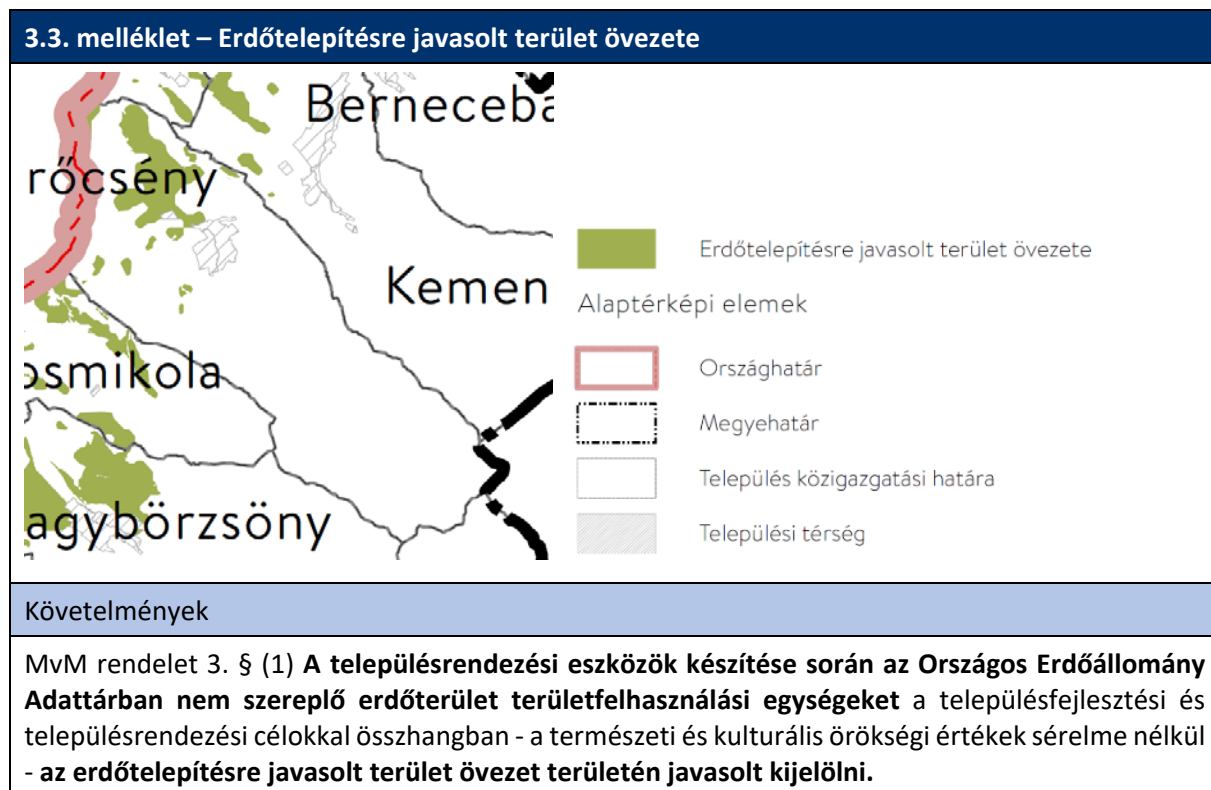 3.3. melléklet – Erdőtelepítésre javasolt terület övezete
Berneceba
rőcsény
Kemen
osmikola
agybörzsöny
Erdőtelepítésre javasolt terület övezete
Alaptérképi elemek
Országhatár
Megyehatár
Település közigazgatási határa
Települési térség
Követelmények
MvM rendelet 3. § (1) A településrendezési eszközök készítése során az Országos Erdőállomány
Adattárban nem szereplő erdőterület területfelhasználási egységeket a településfejlesztési és
településrendezési célokkal összhangban - a természeti és kulturális örökségi értékek sérelme nélkül
- az erdőtelepítésre javasolt terület övezet területén javasolt kijelölni.